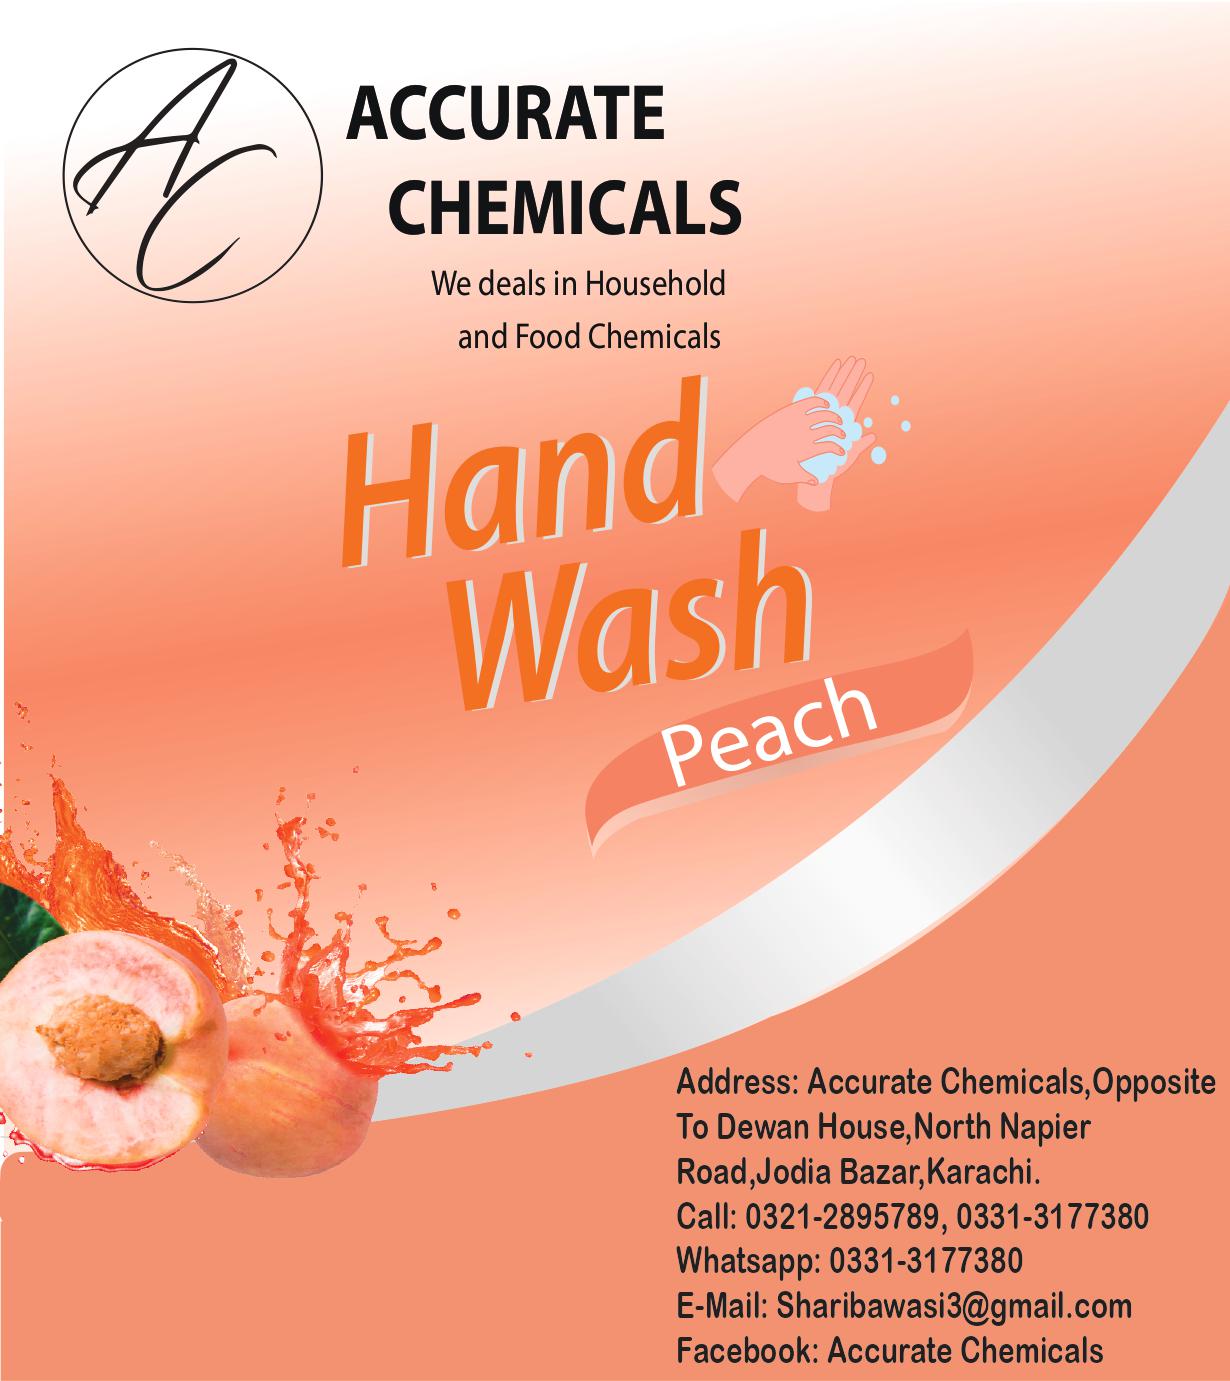 AC
ACCURATE
CHEMICALS
We deals in Household
and Food Chemicals
Hand
Wash
Peach
Address: Accurate Chemicals,Opposite
To Dewan House,North Napier
Road,Jodia Bazar,Karachi.
Call: 0321-2895789, 0331-3177380
Whatsapp: 0331-3177380
E-Mail: Sharibawasi3@gmail.com
Facebook: Accurate Chemicals